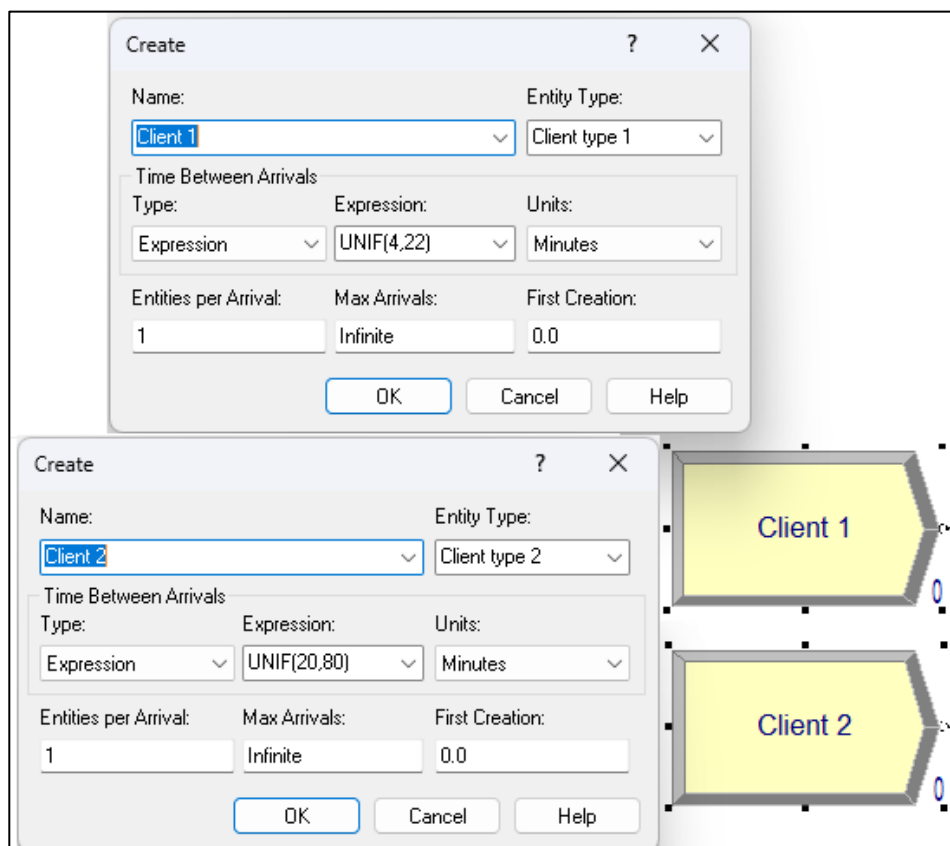 Create ?
Name: Entity Type:
Client 1 Client type 1
Time Between Arrivals
Type: Expression: Units:
Expression UNIF(4,22) Minutes
Entities per Arrival: Max Arrivals: First Creation:
1 Infinite 0.0
OK Cancel Help
Create ?
Name: Entity Type:
Client 2 Client type 2
Time Between Arrivals
Type: Expression: Units:
Expression UNIF(20,80) Minutes
Entities per Arrival: Max Arrivals: First Creation:
1 Infinite 0.0
OK Cancel Help
Client 1
0
Client 2
0